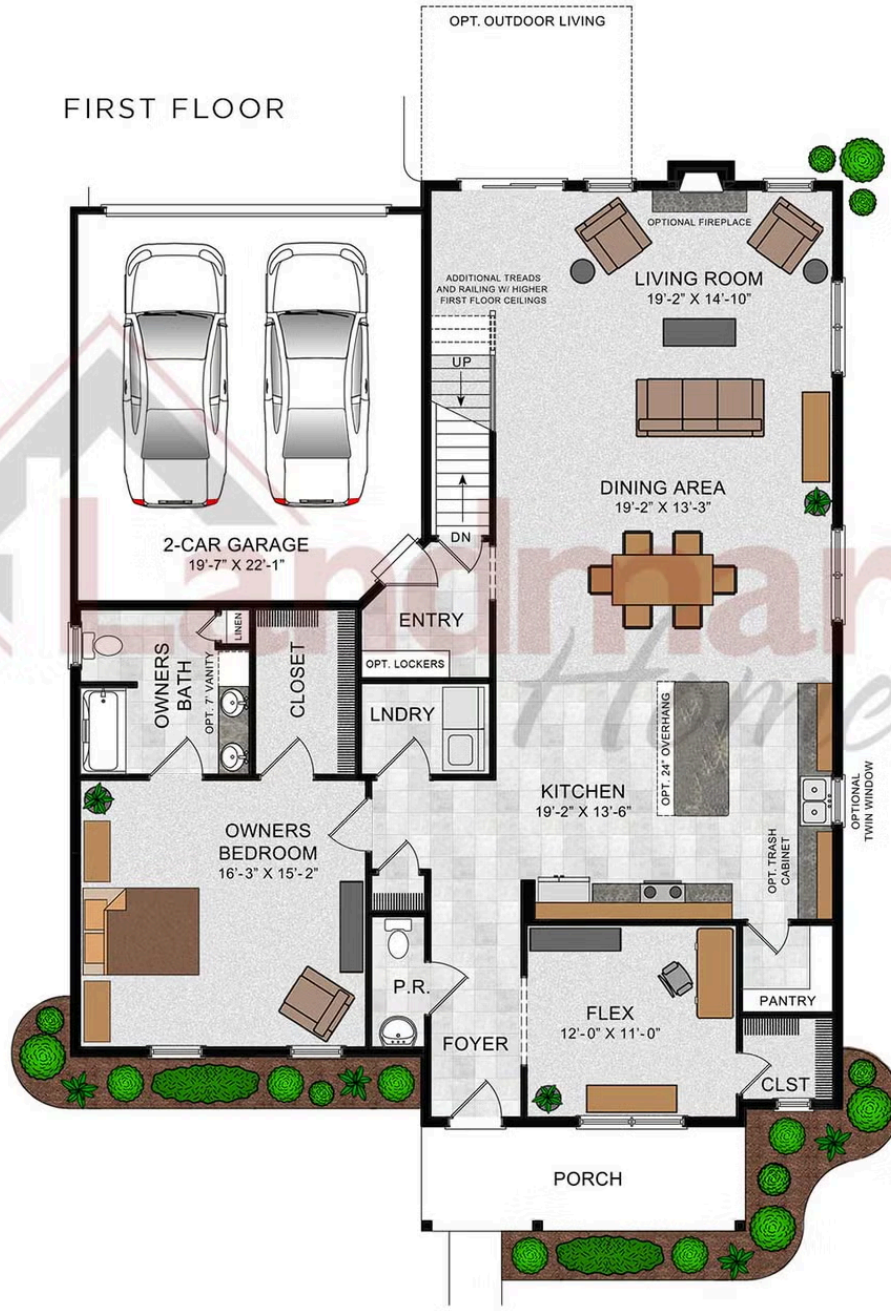 OPT. OUTDOOR LIVING
FIRST FLOOR
OPTIONAL FIREPLACE
LIVING ROOM
19'-2" X 14'-10"
ADDITIONAL TREADS
AND RAILING W/ HIGHER
FIRST FLOOR CEILINGS
UP
DINING AREA
19'-2" X 13'-3"
DN
2-CAR GARAGE
19'-7" X 22'-1"
Landmar
Home
ENTRY
OPT. LOCKERS
LINEN
OWNERS
BATH
OPT. 7' VANITY
CLOSET
LNDRY
OPT. 24" OVERHANG
KITCHEN
19'-2" X 13'-6"
OPTIONAL
TWIN WINDOW
OPT. TRASH
CABINET
OWNERS
BEDROOM
16'-3" X 15'-2"
P.R.
FOYER
FLEX
12'-0" X 11'-0"
PANTRY
CLST
PORCH